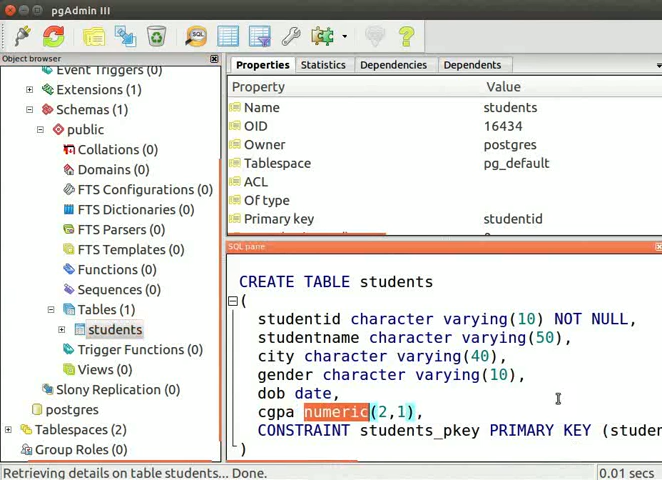 pgAdmin III
Object browser
Event Triggers (0)
Extensions (1)
Schemas (1)
public
Collations (0)
Domains (0)
FTS Configurations (0)
FTS Dictionaries (0)
FTS Parsers (0)
FTS Templates (0)
Functions (0)
Sequences (0)
Tables (1)
students
Trigger Functions (0)
Views (0)
Slony Replication (0)
postgres
Tablespaces (2)
Group Roles (0)
Properties Statistics Dependencies Dependents
Property Value
Name students
OID 16434
Owner postgres
Tablespace pg_default
ACL
Of type
Primary key studentid
SQL pane
CREATE TABLE students
(
studentid character varying(10) NOT NULL,
studentname character varying(50),
city character varying(40),
gender character varying(10),
dob date,
cgpa numeric(2,1),
CONSTRAINT students_pkey PRIMARY KEY (studen
)
Retrieving details on table students... Done. 0.01 secs